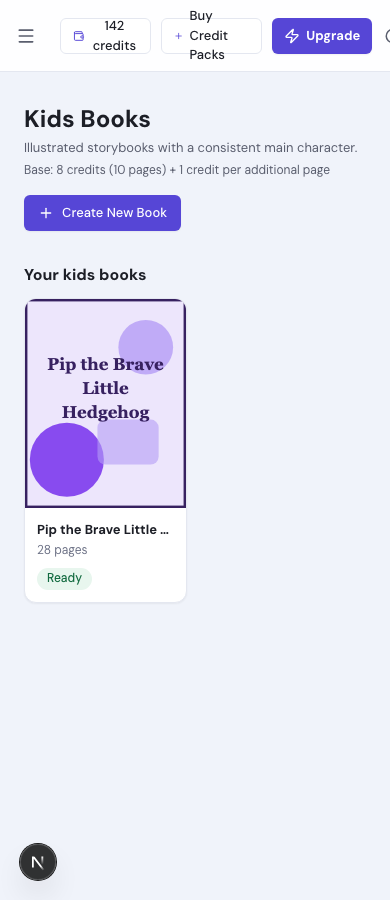 142
credits
Buy
Credit
Packs
Upgrade
Kids Books
Illustrated storybooks with a consistent main character.
Base: 8 credits (10 pages) + 1 credit per additional page
Create New Book
Your kids books
Pip the Brave
Little
Hedgehog
Pip the Brave Little ...
28 pages
Ready
N